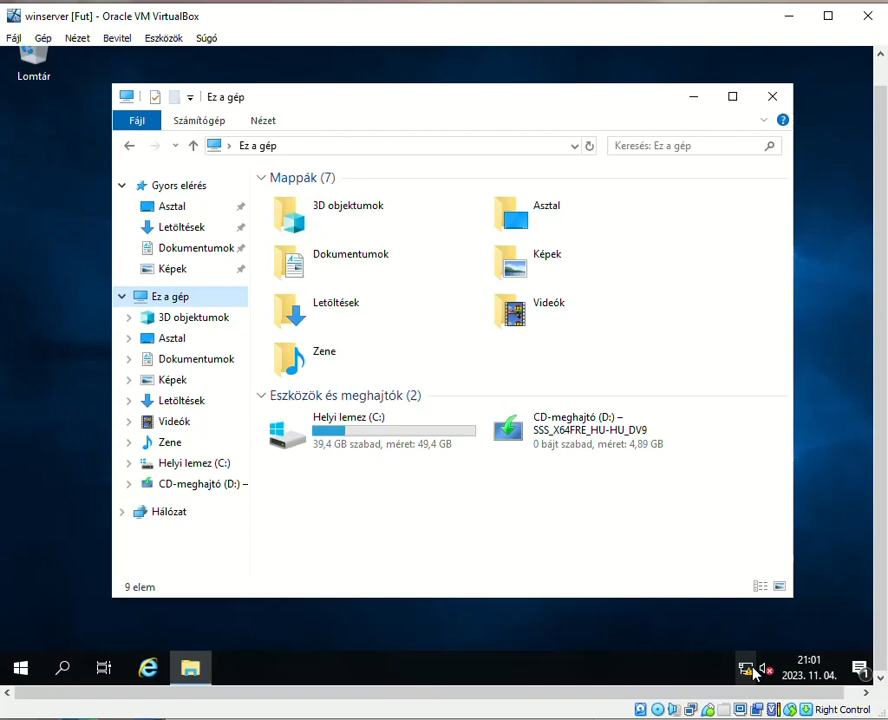 winserver [Fut] - Oracle VM VirtualBox
Fájl Gép Nézet Bevitel Eszközök Súgó
Lomtár
Ez a gép
Fájl Számítógép Nézet
Ez a gép
Keresés: Ez a gép
Gyors elérés
Asztal
Letöltések
Dokumentumok
Képek
Ez a gép
3D objektumok
Asztal
Dokumentumok
Képek
Letöltések
Videók
Zene
Helyi lemez (C:)
CD-meghajtó (D:) –
Hálózat
Mappák (7)
3D objektumok
Asztal
Dokumentumok
Képek
Letöltések
Videók
Zene
Eszközök és meghajtók (2)
Helyi lemez (C:)
39,4 GB szabad, méret: 49,4 GB
CD-meghajtó (D:) –
SSS_X64FRE_HU-HU_DV9
0 bájt szabad, méret: 4,89 GB
9 elem
21:01
2023. 11. 04.
1
Right Control